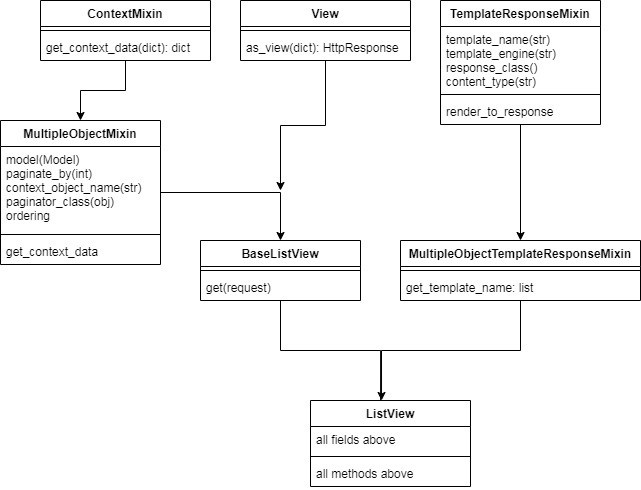 ContextMixin
get_context_data(dict): dict
View
as_view(dict): HttpResponse
TemplateResponseMixin
template_name(str)
template_engine(str)
response_class()
content_type(str)
render_to_response
MultipleObjectMixin
model(Model)
paginate_by(int)
context_object_name(str)
paginator_class(obj)
ordering
get_context_data
BaseListView
get(request)
MultipleObjectTemplateResponseMixin
get_template_name: list
ListView
all fields above
all methods above